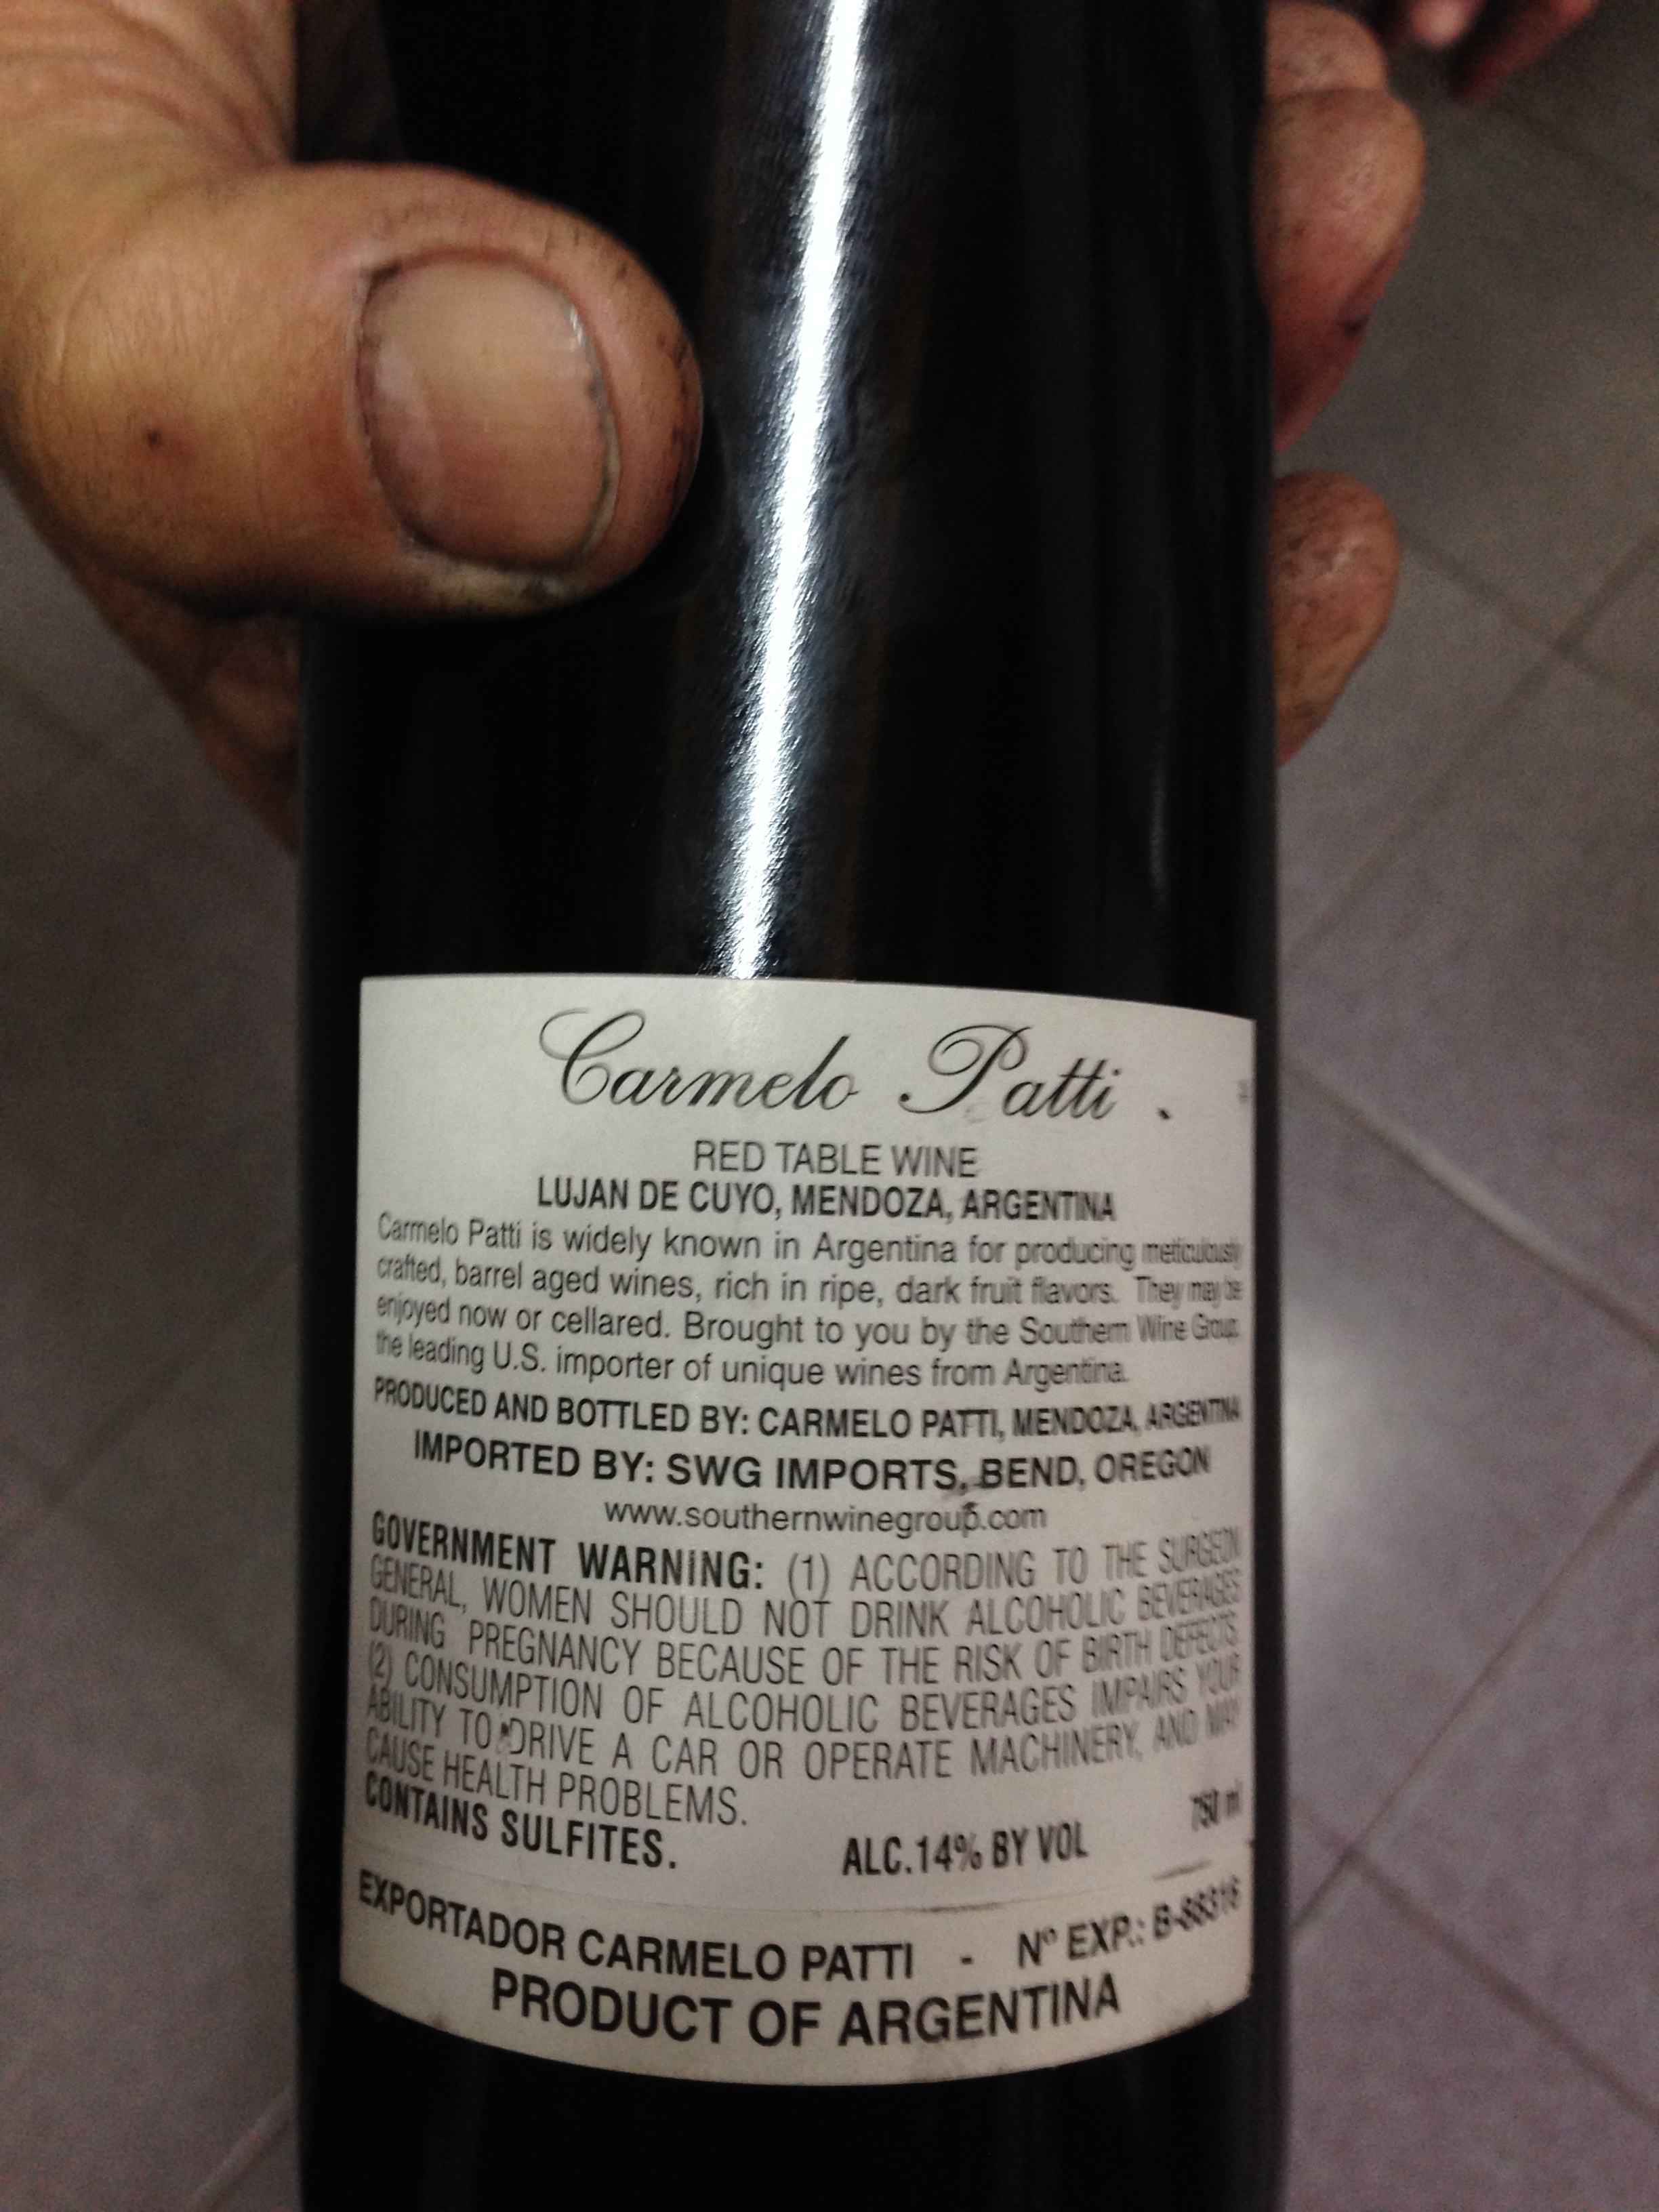 Carmelo Patti .
RED TABLE WINE
LUJAN DE CUYO, MENDOZA, ARGENTINA
Carmelo Patti is widely known in Argentina for producing meticulously
crafted, barrel aged wines, rich in ripe, dark fruit flavors. They may be
enjoyed now or cellared. Brought to you by the Southern Wine Group,
the leading U.S. importer of unique wines from Argentina.
PRODUCED AND BOTTLED BY: CARMELO PATTI, MENDOZA, ARGENTINA
IMPORTED BY: SWG IMPORTS, BEND, OREGON
www.southernwinegroup.com
GOVERNMENT WARNING: (1) ACCORDING TO THE SURGEON
GENERAL, WOMEN SHOULD NOT DRINK ALCOHOLIC BEVERAGES
DURING PREGNANCY BECAUSE OF THE RISK OF BIRTH DEFECTS.
(2) CONSUMPTION OF ALCOHOLIC BEVERAGES IMPAIRS YOUR
ABILITY TO DRIVE A CAR OR OPERATE MACHINERY, AND MAY
CAUSE HEALTH PROBLEMS.
CONTAINS SULFITES. ALC.14% BY VOL 750 ml
EXPORTADOR CARMELO PATTI - Nº EXP.: B-88316
PRODUCT OF ARGENTINA